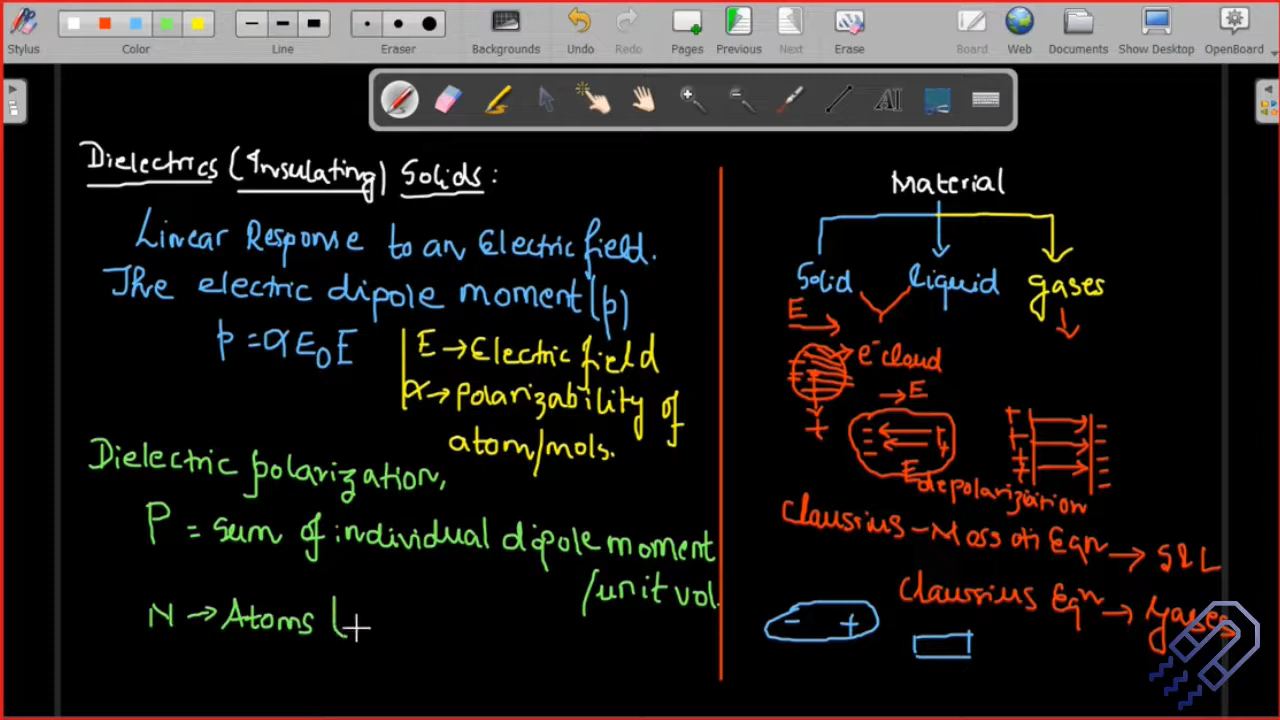 Stylus Color Line Eraser Backgrounds Undo Redo Pages Previous Next Erase Board Web Documents Show Desktop OpenBoard
Dielectrics (Insulating) Solids:
Linear Response to an Electric field.
The electric dipole moment (p)
p = α E0 E
E → Electric field
α → polarizability of
atom/mols.
Dielectric polarization,
P = sum of individual dipole moment
/unit vol.
N → Atoms (
Material
Solid Liquid gases
E
e- cloud
+
→ E
E depolarization
Clausius - Mossoti Eqn → S&L
Clausius Eqn → gases
- +